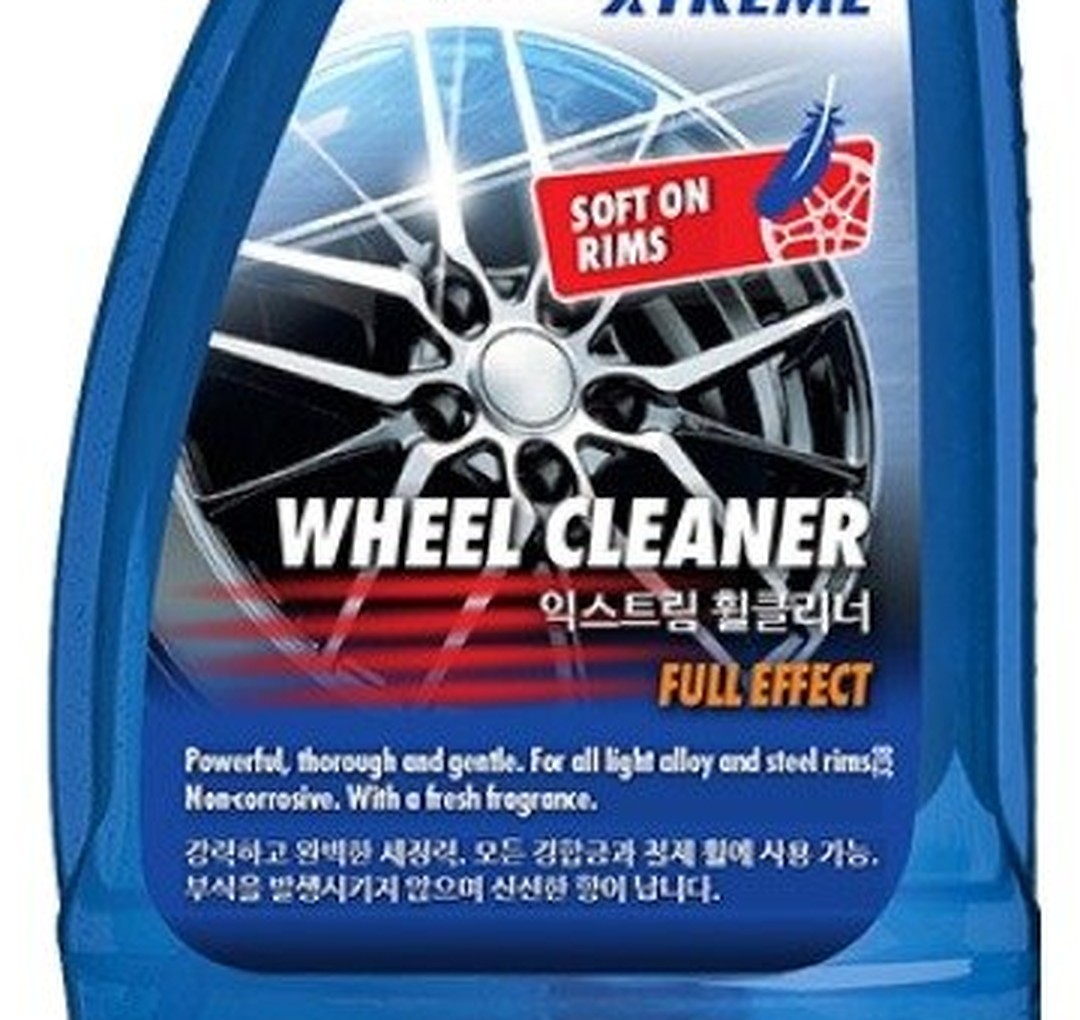 XTREME
SOFT ON
RIMS
WHEEL CLEANER
익스트림 휠클리너
FULL EFFECT
Powerful, thorough and gentle. For all light alloy and steel rims
Non-corrosive. With a fresh fragrance.
강력하고 완벽한 세정력. 모든 경합금과 철제 휠에 사용 가능.
부식을 발생시키지 않으며 신선한 향이 납니다.